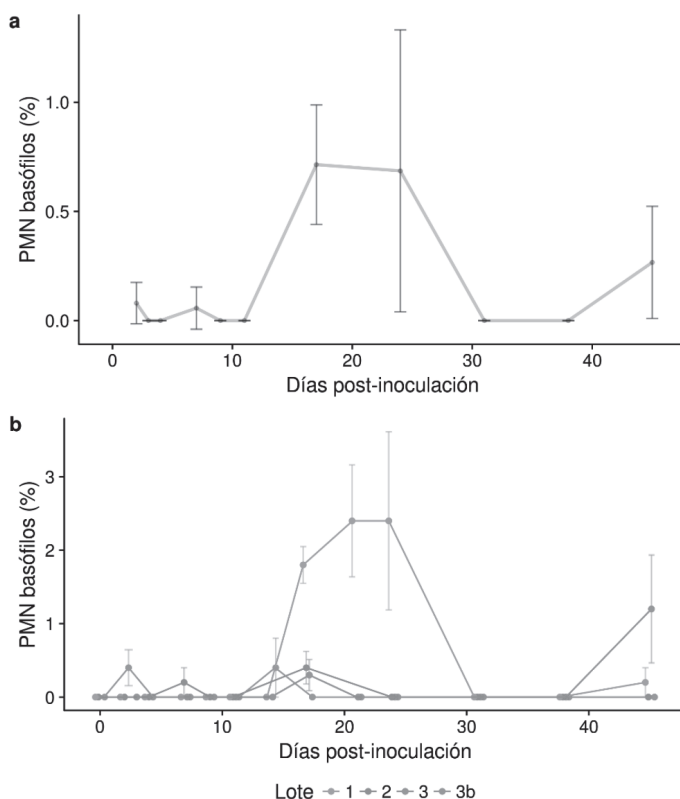 a
PMN basófilos (%)
1.0
0.5
0.0
0 10 20 30 40
Días post-inoculación
b
PMN basófilos (%)
3
2
1
0
0 10 20 30 40
Días post-inoculación
Lote 1 2 3 3b